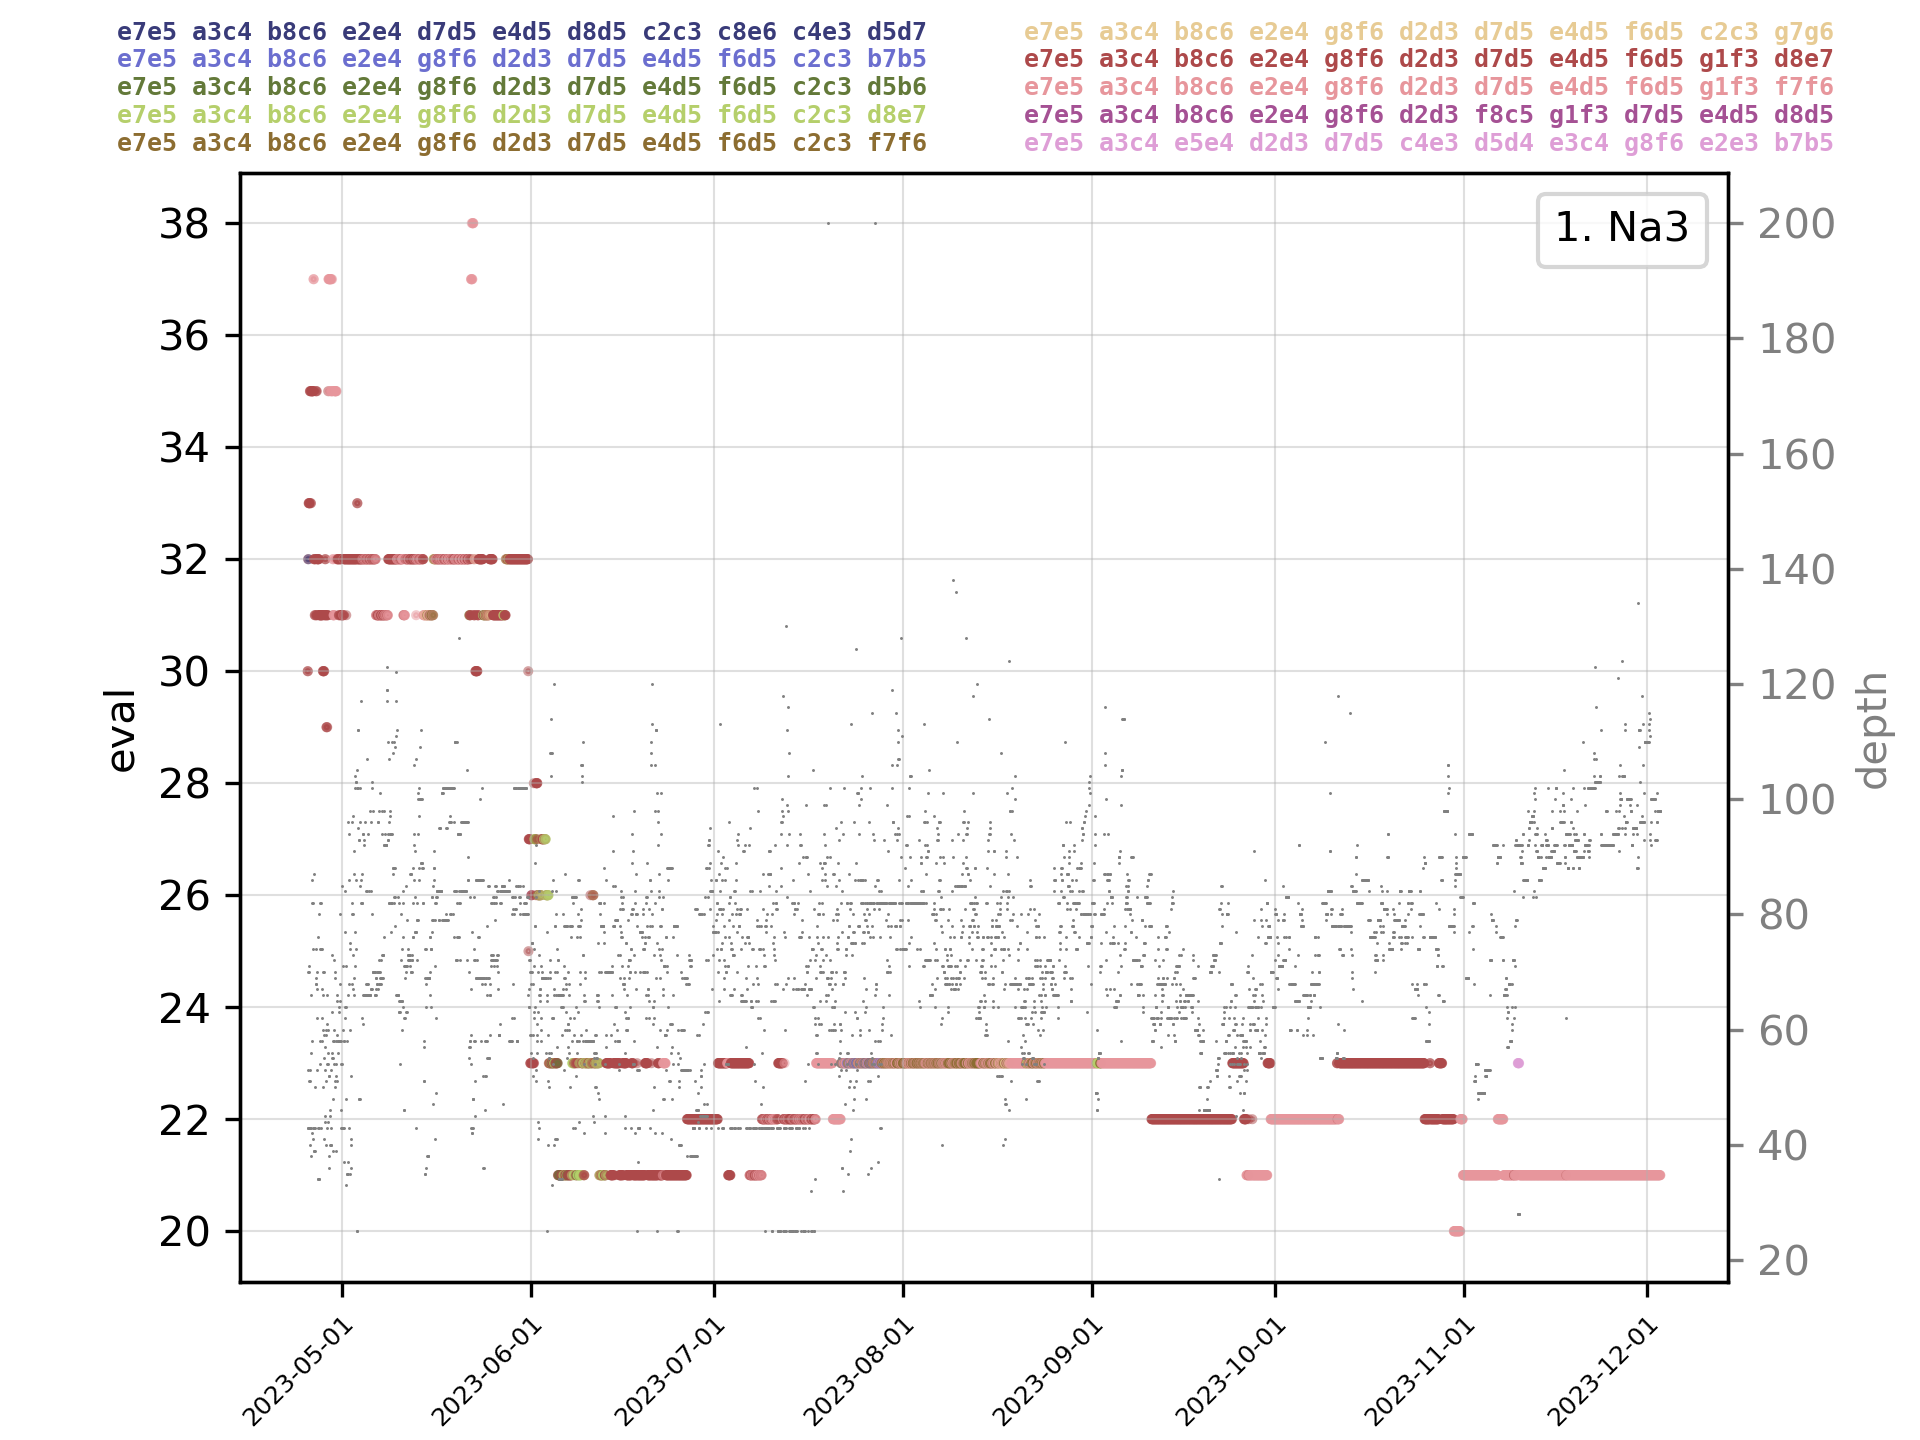 e7e5 a3c4 b8c6 e2e4 d7d5 e4d5 d8d5 c2c3 c8e6 c4e3 d5d7
e7e5 a3c4 b8c6 e2e4 g8f6 d2d3 d7d5 e4d5 f6d5 c2c3 b7b5
e7e5 a3c4 b8c6 e2e4 g8f6 d2d3 d7d5 e4d5 f6d5 c2c3 d5b6
e7e5 a3c4 b8c6 e2e4 g8f6 d2d3 d7d5 e4d5 f6d5 c2c3 d8e7
e7e5 a3c4 b8c6 e2e4 g8f6 d2d3 d7d5 e4d5 f6d5 c2c3 f7f6
e7e5 a3c4 b8c6 e2e4 g8f6 d2d3 d7d5 e4d5 f6d5 c2c3 g7g6
e7e5 a3c4 b8c6 e2e4 g8f6 d2d3 d7d5 e4d5 f6d5 g1f3 d8e7
e7e5 a3c4 b8c6 e2e4 g8f6 d2d3 d7d5 e4d5 f6d5 g1f3 f7f6
e7e5 a3c4 b8c6 e2e4 g8f6 d2d3 f8c5 g1f3 d7d5 e4d5 d8d5
e7e5 a3c4 e5e4 d2d3 d7d5 c4e3 d5d4 e3c4 g8f6 e2e3 b7b5
1. Na3
eval
38
36
34
32
30
28
26
24
22
20
depth
200
180
160
140
120
100
80
60
40
20
2023-05-01
2023-06-01
2023-07-01
2023-08-01
2023-09-01
2023-10-01
2023-11-01
2023-12-01